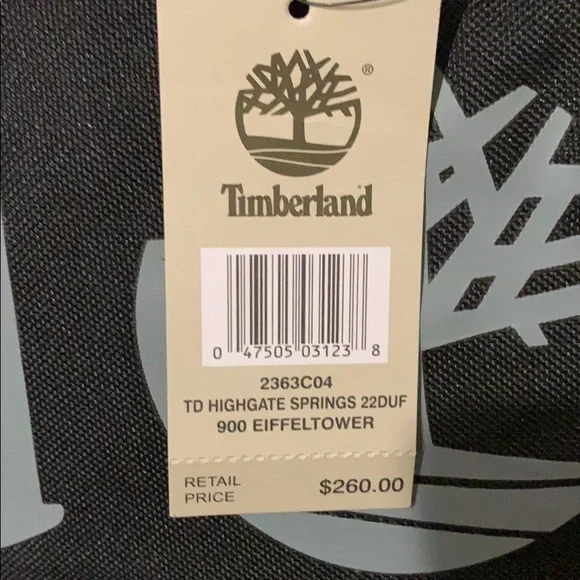 ®
Timberland
0 47505 03123 8
2363C04
TD HIGHGATE SPRINGS 22DUF
900 EIFFELTOWER
RETAIL
PRICE
$260.00